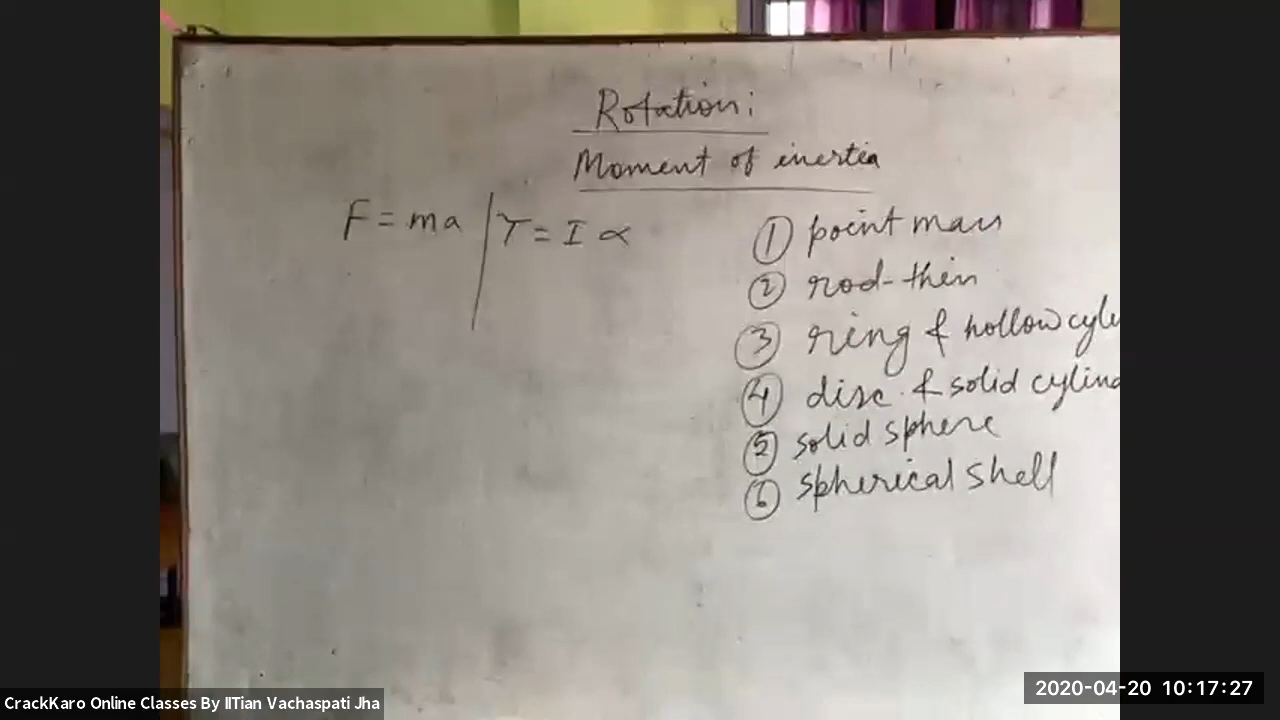 Rotation:
Moment of inertia
F = ma | τ = I α
① point mass
② rod-thin
③ ring & hollow cyli
④ disc & solid cylind
⑤ solid sphere
⑥ spherical shell
CrackKaro Online Classes By IITian Vachaspati Jha
2020-04-20 10:17:27